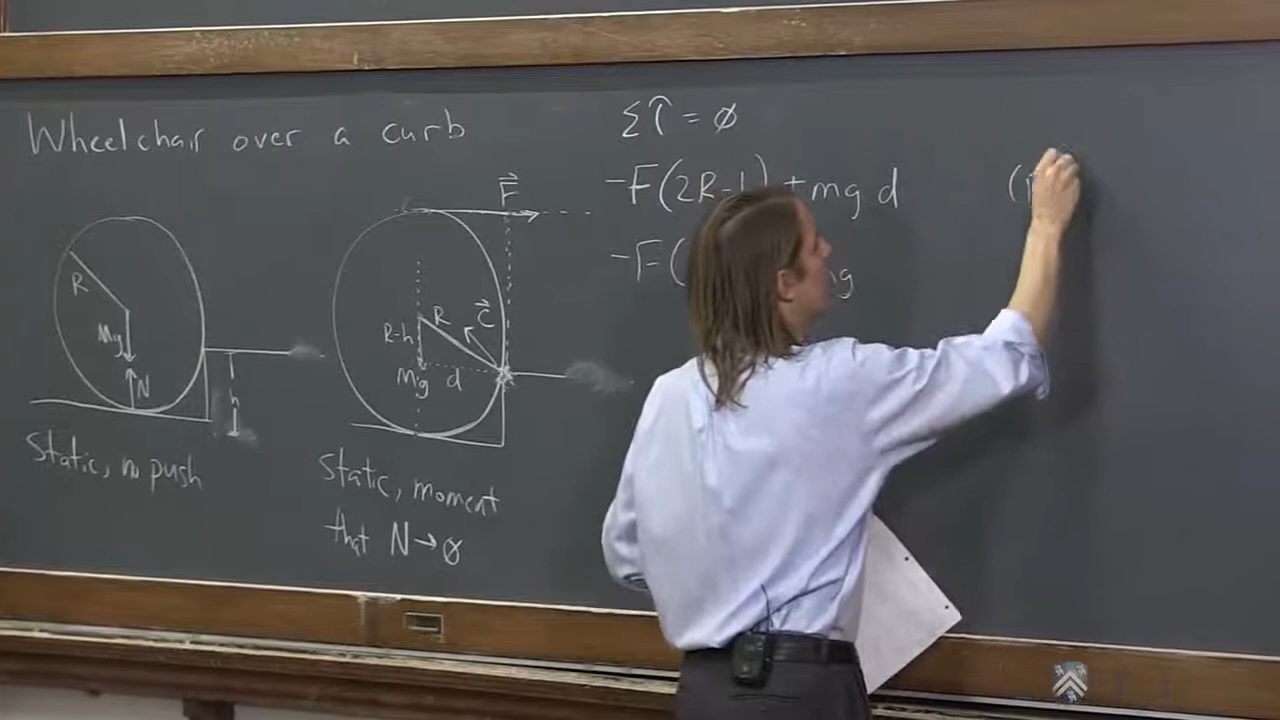 Wheelchair over a curb
R
Mg
N
h
Static, no push
F⃗
R-h
R
C⃗
Mg
d
Static, moment
that N→∅
Στ⃗ = ∅
-F(2R-h) + mg d
-F(
g
(